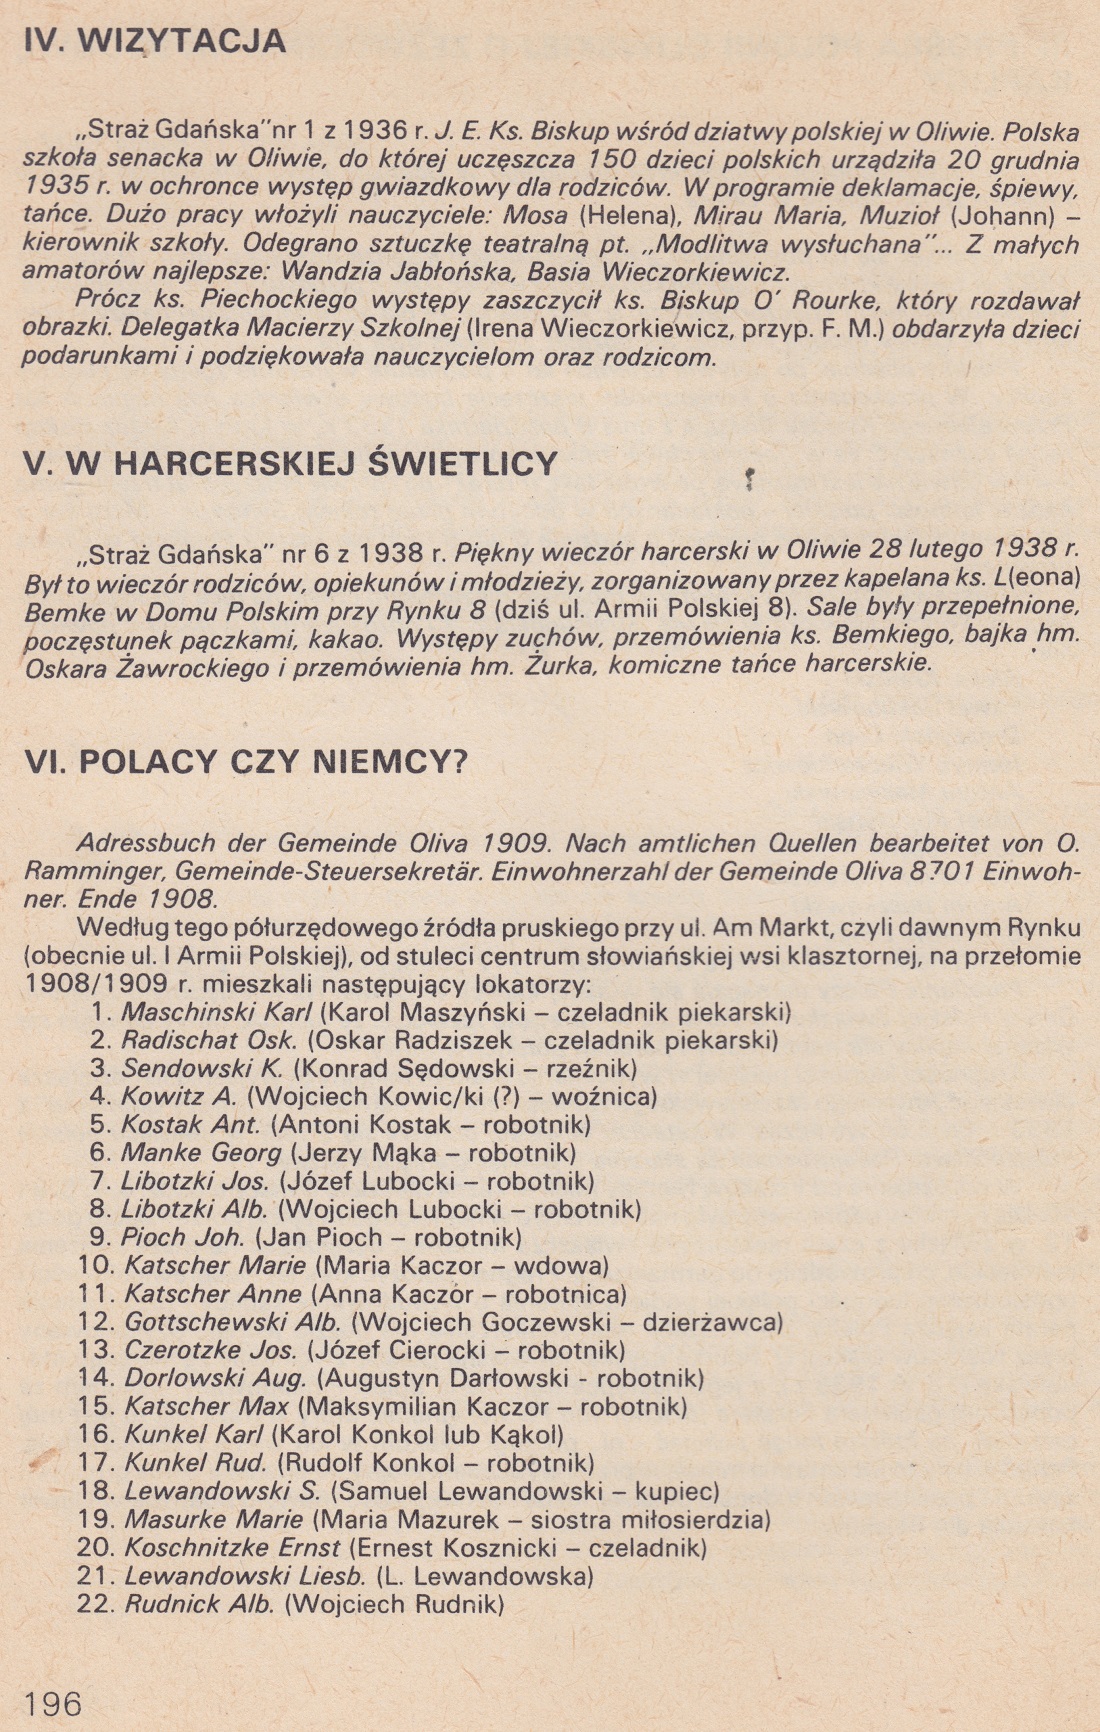 IV. WIZYTACJA
„Straż Gdańska"nr 1 z 1936 r. J. E. Ks. Biskup wśród dziatwy polskiej w Oliwie. Polska
szkoła senacka w Oliwie, do której uczęszcza 150 dzieci polskich urządziła 20 grudnia
1935 r. w ochronce występ gwiazdkowy dla rodziców. W programie deklamacje, śpiewy,
tańce. Dużo pracy włożyli nauczyciele: Mosa (Helena), Mirau Maria, Muzioł (Johann) –
kierownik szkoły. Odegrano sztuczkę teatralną pt. „Modlitwa wysłuchana"... Z małych
amatorów najlepsze: Wandzia Jabłońska, Basia Wieczorkiewicz.
Prócz ks. Piechockiego występy zaszczycił ks. Biskup O' Rourke, który rozdawał
obrazki. Delegatka Macierzy Szkolnej (Irena Wieczorkiewicz, przyp. F. M.) obdarzyła dzieci
podarunkami i podziękowała nauczycielom oraz rodzicom.
V. W HARCERSKIEJ ŚWIETLICY
„Straż Gdańska" nr 6 z 1938 r. Piękny wieczór harcerski w Oliwie 28 lutego 1938 r.
Był to wieczór rodziców, opiekunów i młodzieży, zorganizowany przez kapelana ks. L(eona)
Bemke w Domu Polskim przy Rynku 8 (dziś ul. Armii Polskiej 8). Sale były przepełnione,
poczęstunek pączkami, kakao. Występy zuchów, przemówienia ks. Bemkiego, bajka hm.
Oskara Żawrockiego i przemówienia hm. Żurka, komiczne tańce harcerskie.
VI. POLACY CZY NIEMCY?
Adressbuch der Gemeinde Oliva 1909. Nach amtlichen Quellen bearbeitet von O.
Ramminger, Gemeinde-Steuersekretär. Einwohnerzahl der Gemeinde Oliva 8701 Einwoh-
ner. Ende 1908.
Według tego półurzędowego źródła pruskiego przy ul. Am Markt, czyli dawnym Rynku
(obecnie ul. I Armii Polskiej), od stuleci centrum słowiańskiej wsi klasztornej, na przełomie
1908/1909 r. mieszkali następujący lokatorzy:
1. Maschinski Karl (Karol Maszyński – czeladnik piekarski)
2. Radischat Osk. (Oskar Radziszek – czeladnik piekarski)
3. Sendowski K. (Konrad Sędowski – rzeźnik)
4. Kowitz A. (Wojciech Kowic/ki (?) – woźnica)
5. Kostak Ant. (Antoni Kostak – robotnik)
6. Manke Georg (Jerzy Mąka – robotnik)
7. Libotzki Jos. (Józef Lubocki – robotnik)
8. Libotzki Alb. (Wojciech Lubocki – robotnik)
9. Pioch Joh. (Jan Pioch – robotnik)
10. Katscher Marie (Maria Kaczor – wdowa)
11. Katscher Anne (Anna Kaczór – robotnica)
12. Gottschewski Alb. (Wojciech Goczewski – dzierżawca)
13. Czerotzke Jos. (Józef Cierocki – robotnik)
14. Dorlowski Aug. (Augustyn Darłowski - robotnik)
15. Katscher Max (Maksymilian Kaczor – robotnik)
16. Kunkel Karl (Karol Konkol lub Kąkol)
17. Kunkel Rud. (Rudolf Konkol – robotnik)
18. Lewandowski S. (Samuel Lewandowski – kupiec)
19. Masurke Marie (Maria Mazurek – siostra miłosierdzia)
20. Koschnitzke Ernst (Ernest Kosznicki – czeladnik)
21. Lewandowski Liesb. (L. Lewandowska)
22. Rudnick Alb. (Wojciech Rudnik)
196